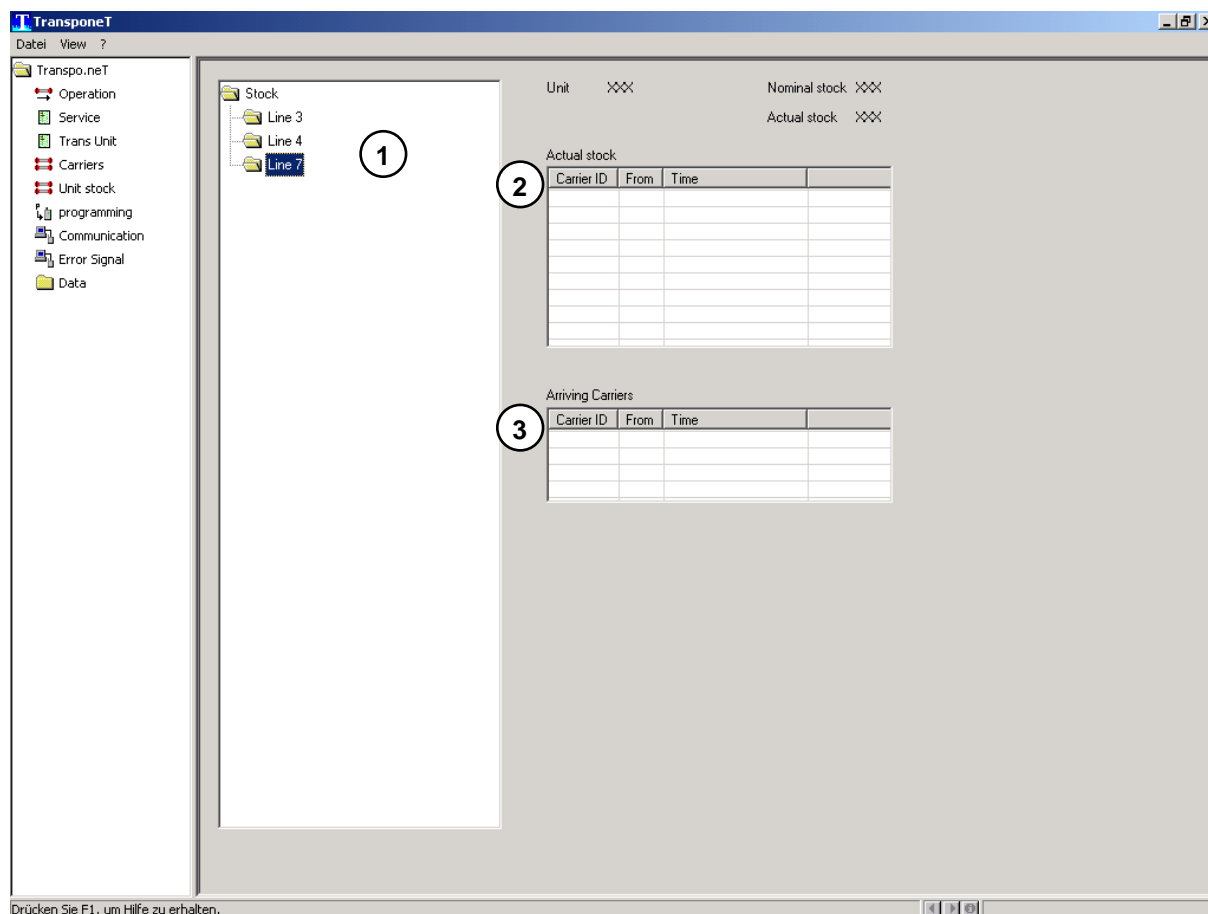 TransponeT
Datei View ?
Transpo.neT
Operation
Service
Trans Unit
Carriers
Unit stock
programming
Communication
Error Signal
Data
Stock
Line 3
Line 4
Line 7
1
Unit XXX
Nominal stock XXX
Actual stock XXX
Actual stock
2
Carrier ID From Time
Arriving Carriers
3
Carrier ID From Time
Drücken Sie F1, um Hilfe zu erhalten.